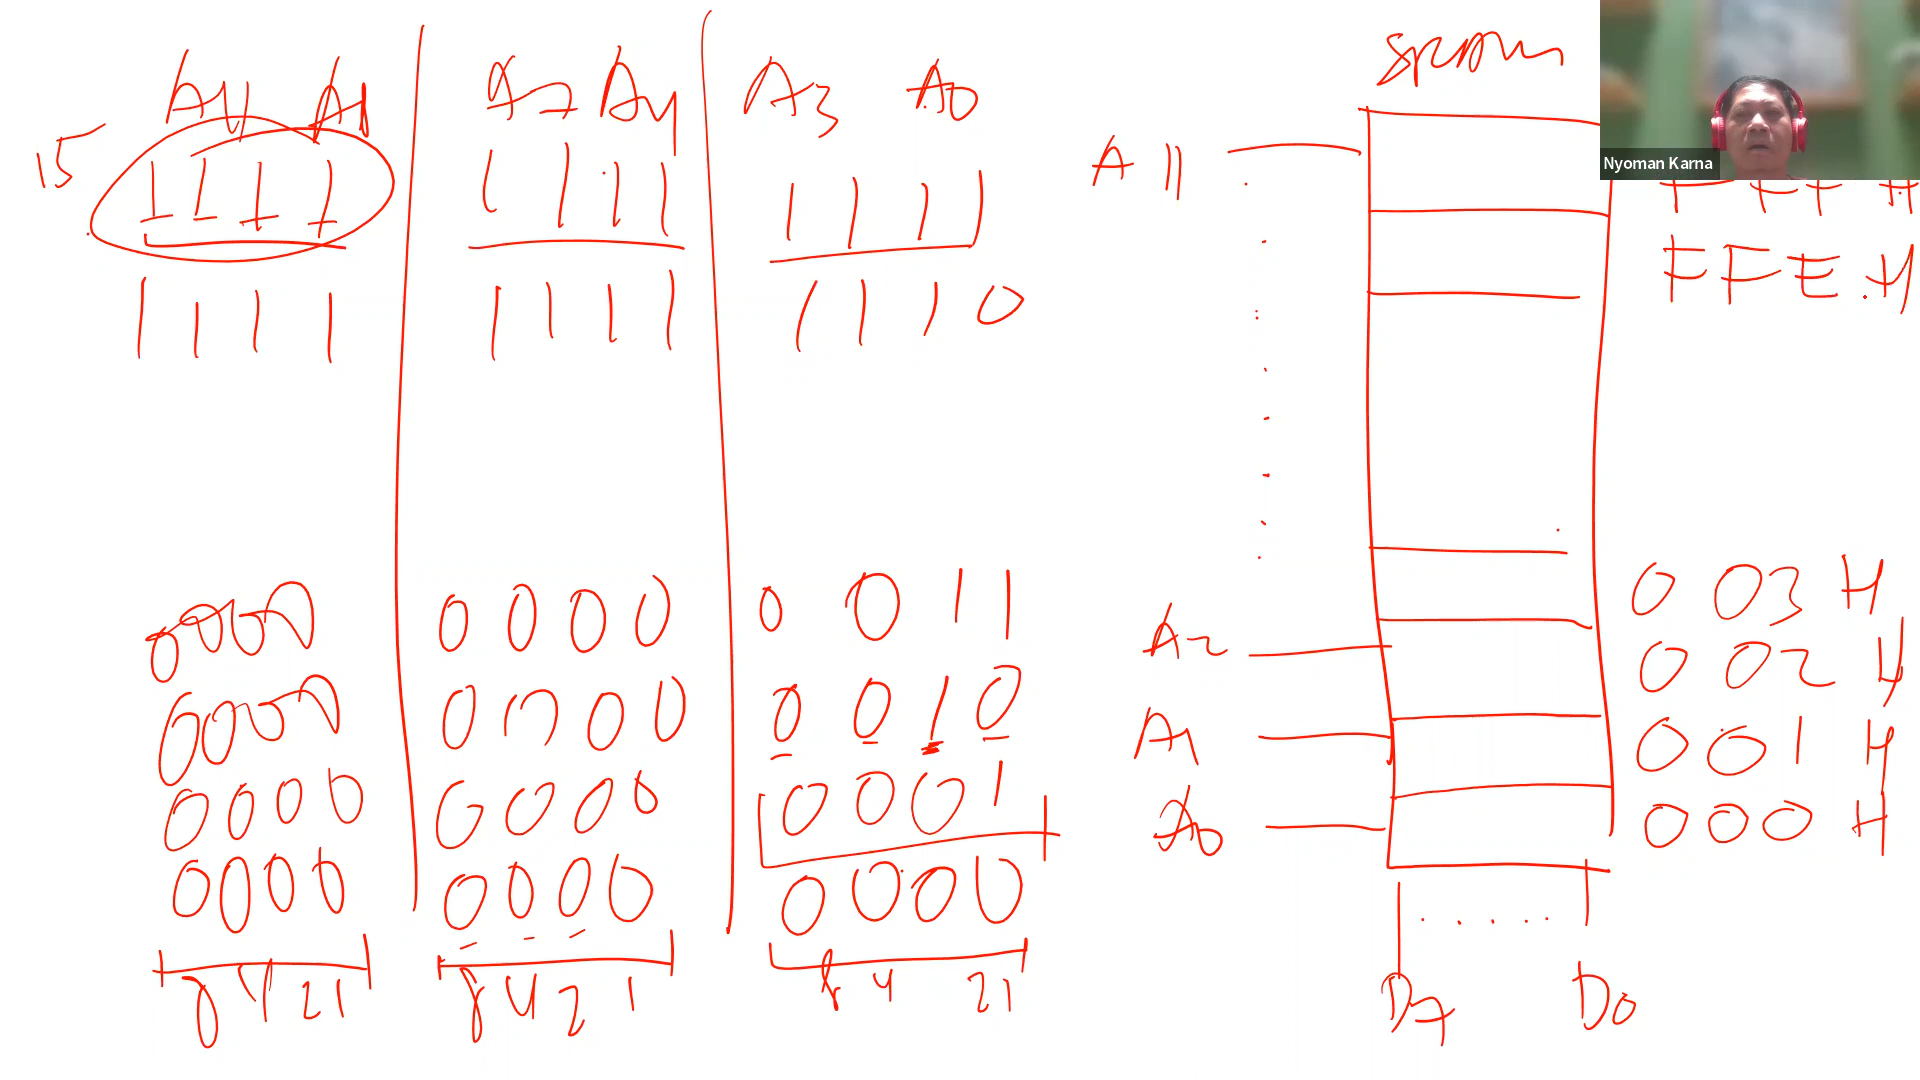 A11 A8 A7 A4 A3 A0
15 1111 1111 1111
1111 1111 1110
0000 0000 0011
0000 0000 0010
0000 0000 0001
0000 0000 0000
8421 8421 8421
SRAM
Nyoman Karna
A11 FFFH
FFEH
003H
A2 002H
A1 001H
A0 000H
D7 D0